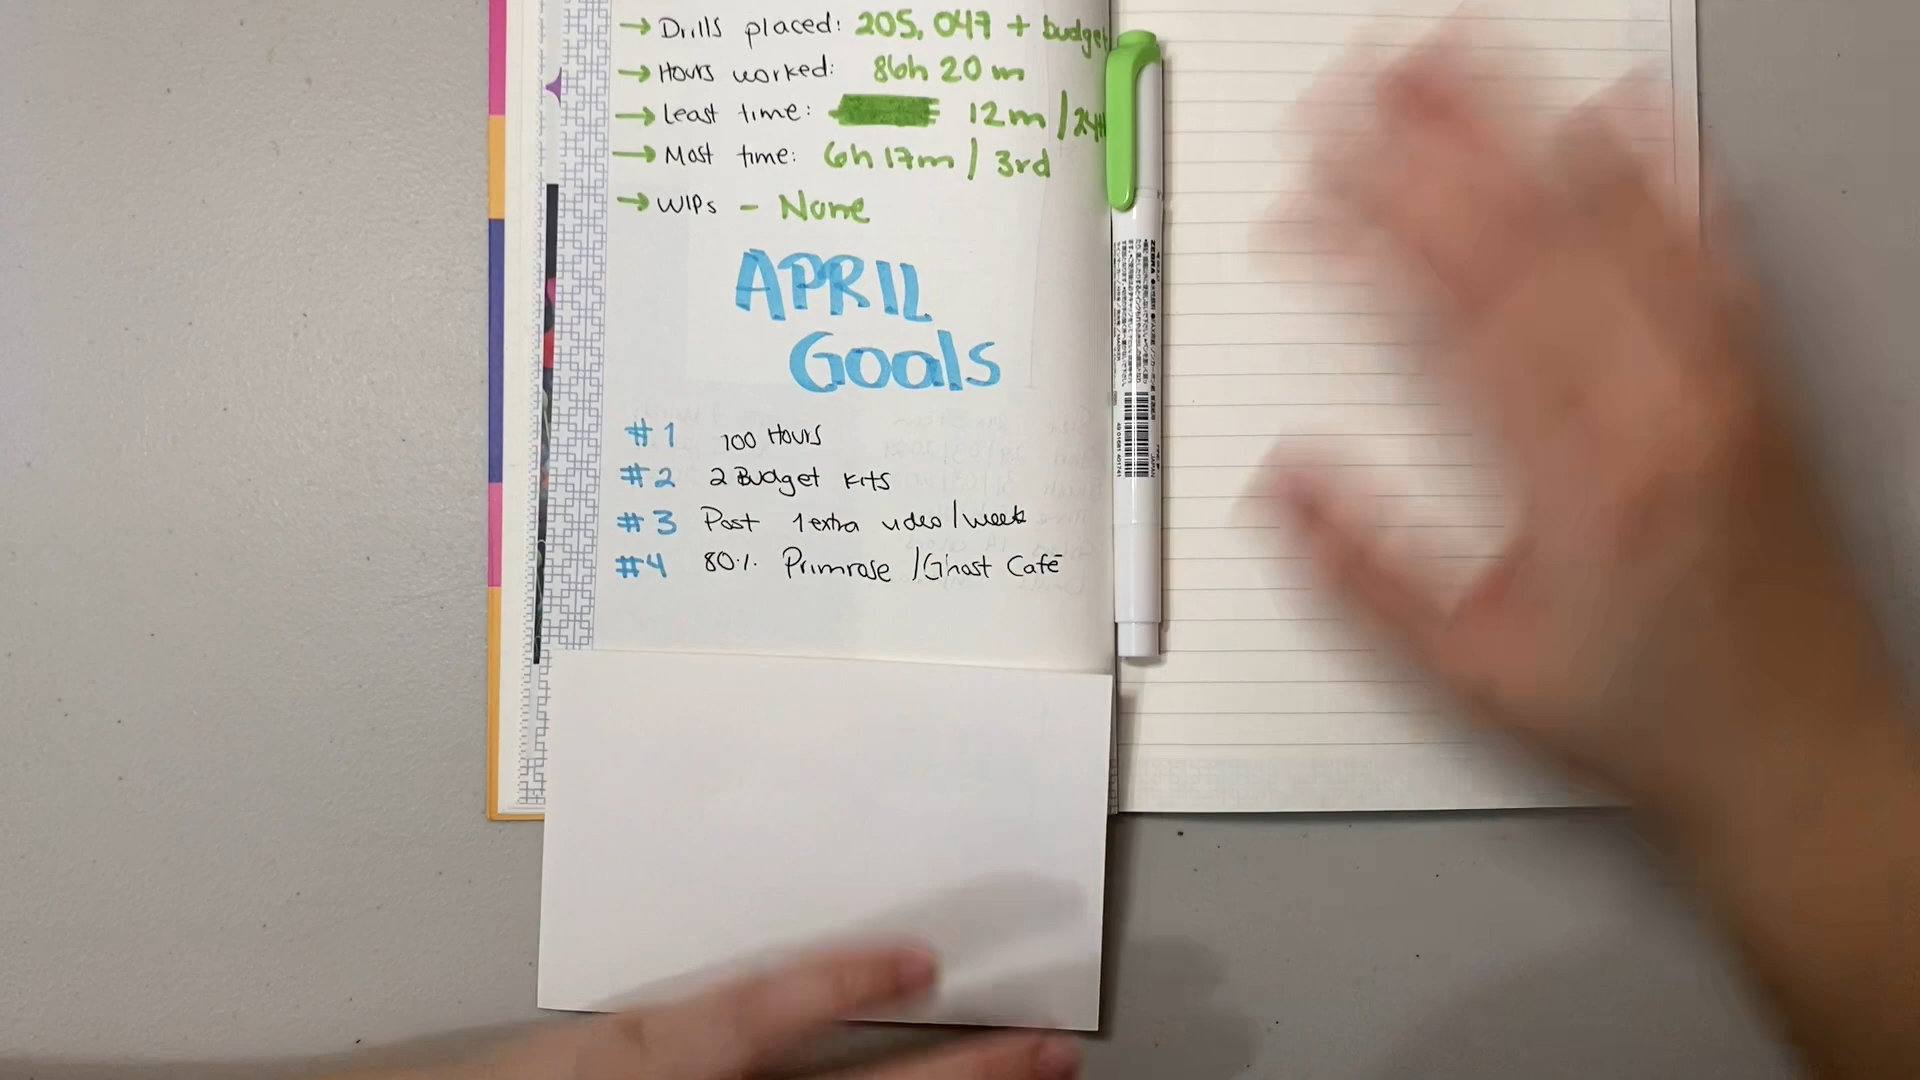 → Drills placed: 205,047 + budget
→ Hours worked: 86h 20m
→ Least time: 12m /
→ Most time: 6h 17m / 3rd
→ WIPs - None
APRIL
Goals
#1 100 Hours
#2 2 Budget Kits
#3 Post 1 extra video/week
#4 80% Primrose /Ghost Café
ZEBRA
JAPAN